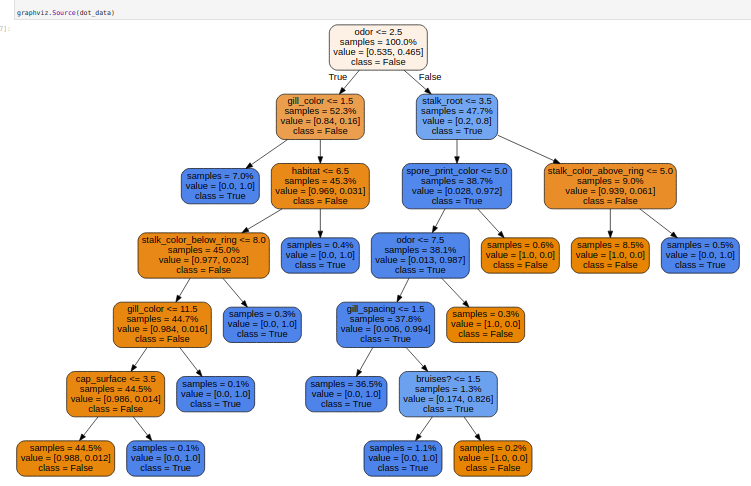 graphviz.Source(dot_data)
7]:
odor <= 2.5
samples = 100.0%
value = [0.535, 0.465]
class = False
True
False
gill_color <= 1.5
samples = 52.3%
value = [0.84, 0.16]
class = False
stalk_root <= 3.5
samples = 47.7%
value = [0.2, 0.8]
class = True
samples = 7.0%
value = [0.0, 1.0]
class = True
habitat <= 6.5
samples = 45.3%
value = [0.969, 0.031]
class = False
spore_print_color <= 5.0
samples = 38.7%
value = [0.028, 0.972]
class = True
stalk_color_above_ring <= 5.0
samples = 9.0%
value = [0.939, 0.061]
class = False
stalk_color_below_ring <= 8.0
samples = 45.0%
value = [0.977, 0.023]
class = False
samples = 0.4%
value = [0.0, 1.0]
class = True
odor <= 7.5
samples = 38.1%
value = [0.013, 0.987]
class = True
samples = 0.6%
value = [1.0, 0.0]
class = False
samples = 8.5%
value = [1.0, 0.0]
class = False
samples = 0.5%
value = [0.0, 1.0]
class = True
gill_color <= 11.5
samples = 44.7%
value = [0.984, 0.016]
class = False
samples = 0.3%
value = [0.0, 1.0]
class = True
gill_spacing <= 1.5
samples = 37.8%
value = [0.006, 0.994]
class = True
samples = 0.3%
value = [1.0, 0.0]
class = False
cap_surface <= 3.5
samples = 44.5%
value = [0.986, 0.014]
class = False
samples = 0.1%
value = [0.0, 1.0]
class = True
samples = 36.5%
value = [0.0, 1.0]
class = True
bruises? <= 1.5
samples = 1.3%
value = [0.174, 0.826]
class = True
samples = 44.5%
value = [0.988, 0.012]
class = False
samples = 0.1%
value = [0.0, 1.0]
class = True
samples = 1.1%
value = [0.0, 1.0]
class = True
samples = 0.2%
value = [1.0, 0.0]
class = False